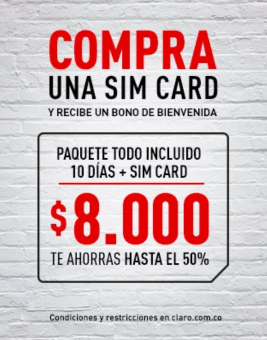 COMPRA
UNA SIM CARD
Y RECIBE UN BONO DE BIENVENIDA
PAQUETE TODO INCLUIDO
10 DÍAS + SIM CARD
$8.000
TE AHORRAS HASTA EL 50%
Condiciones y restricciones en claro.com.co